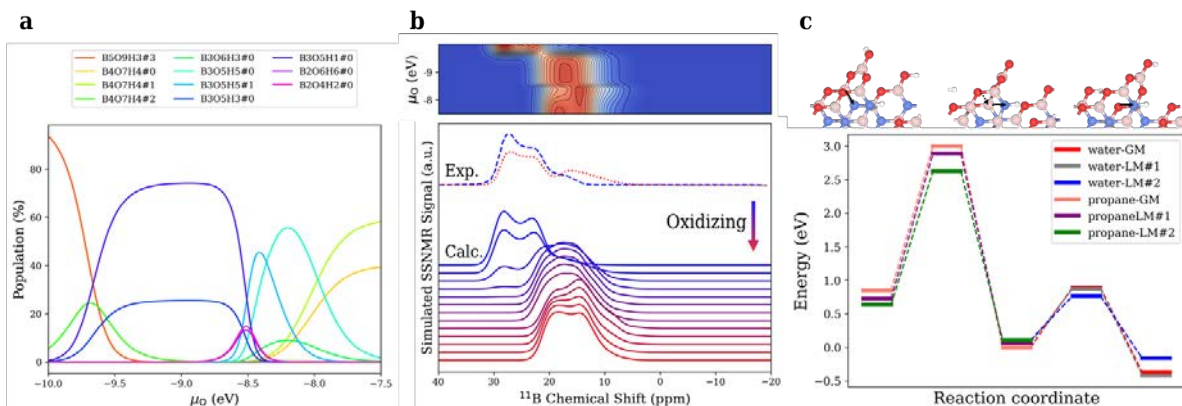 a
B5O9H3#3 B3O6H3#0 B3O5H1#0
B4O7H4#0 B3O5H5#0 B2O6H6#0
B4O7H4#1 B3O5H5#1 B2O4H2#0
B4O7H4#2 B3O5H3#0
Population (%)
80
60
40
20
0
−10.0 −9.5 −9.0 −8.5 −8.0 −7.5
μO (eV)
b
μO (eV)
-9
-8
Simulated SSNMR Signal (a.u.)
Exp.
Oxidizing
Calc.
40 30 20 10 0 −10 −20
11B Chemical Shift (ppm)
c
Energy (eV)
3.0
2.5
2.0
1.5
1.0
0.5
0.0
−0.5
water-GM
water-LM#1
water-LM#2
propane-GM
propaneLM#1
propane-LM#2
Reaction coordinate